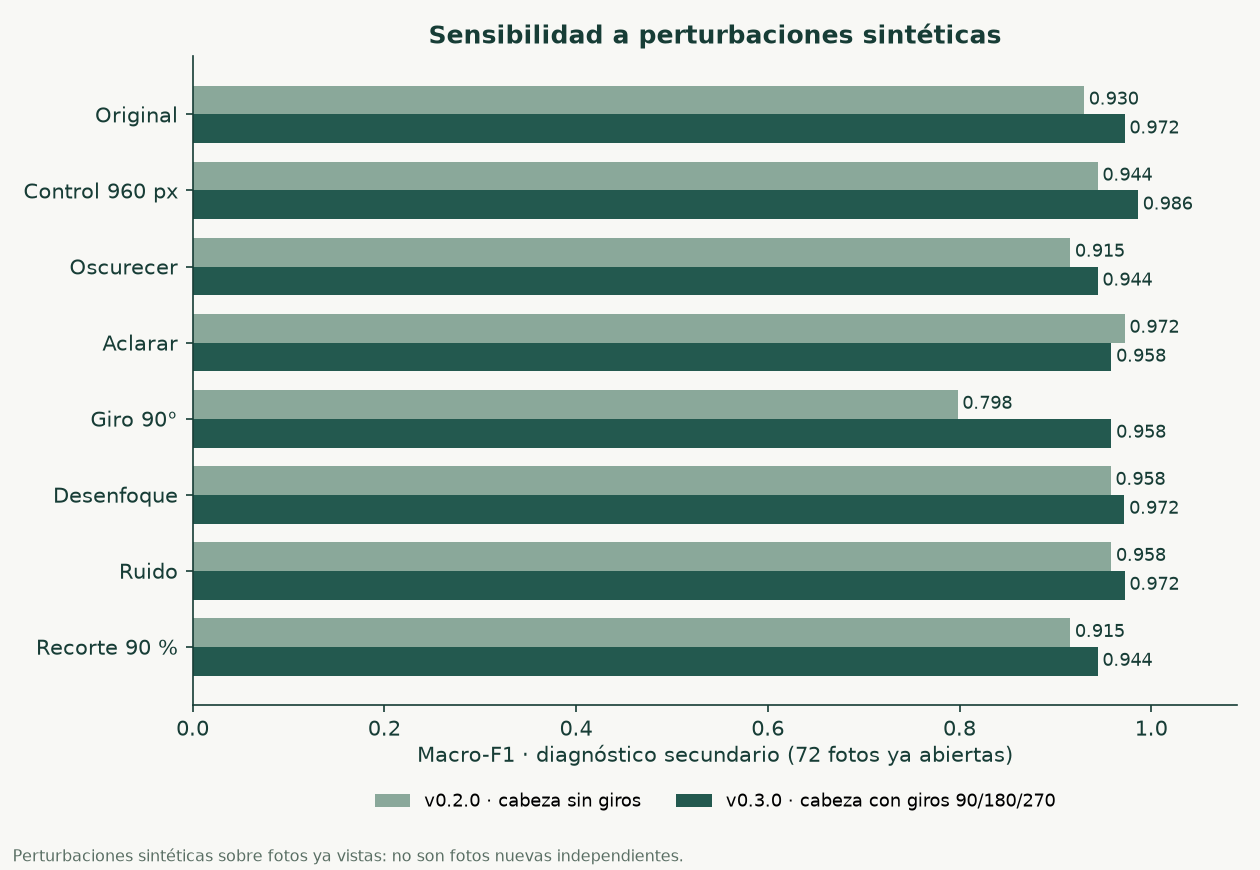 Sensibilidad a perturbaciones sintéticas
Original
0.930
0.972
Control 960 px
0.944
0.986
Oscurecer
0.915
0.944
Aclarar
0.972
0.958
Giro 90°
0.798
0.958
Desenfoque
0.958
0.972
Ruido
0.958
0.972
Recorte 90 %
0.915
0.944
0.0 0.2 0.4 0.6 0.8 1.0
Macro-F1 · diagnóstico secundario (72 fotos ya abiertas)
v0.2.0 · cabeza sin giros v0.3.0 · cabeza con giros 90/180/270
Perturbaciones sintéticas sobre fotos ya vistas: no son fotos nuevas independientes.